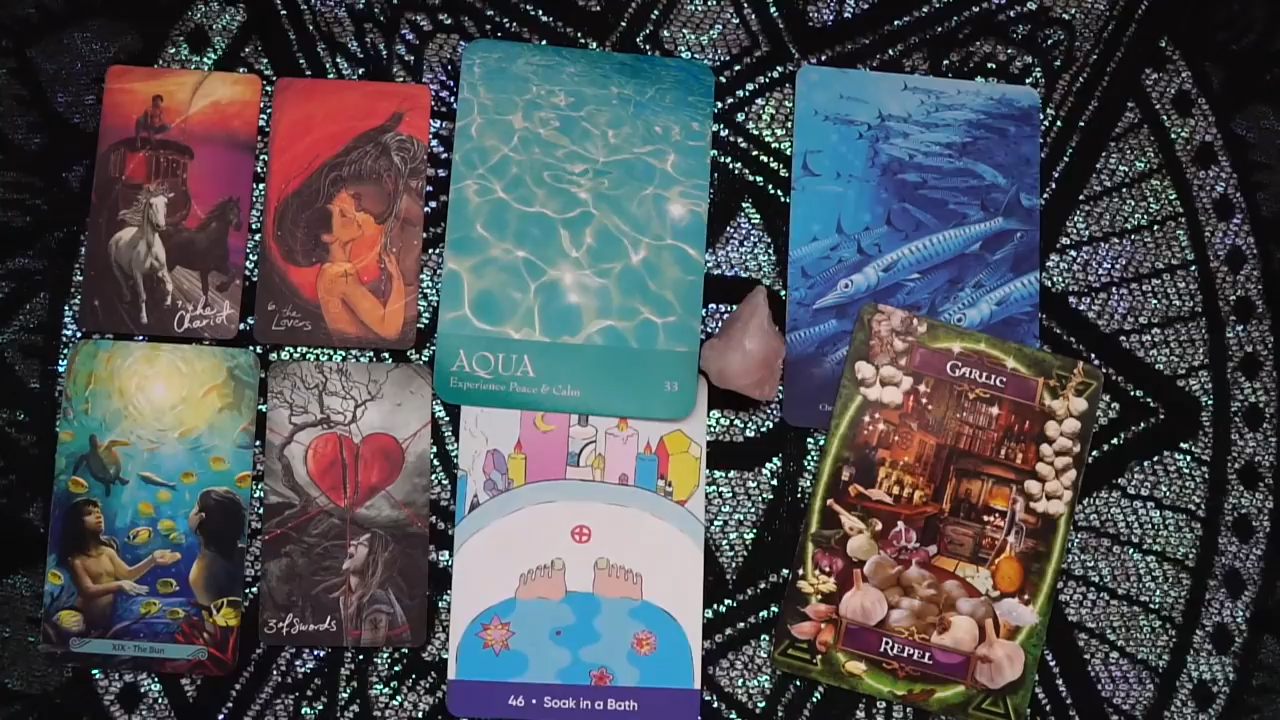 7. the
Chariot
6. the
Lovers
AQUA
Experience Peace & Calm
33
GARLIC
XIX • The Sun
3 of Swords
46 • Soak in a Bath
REPEL